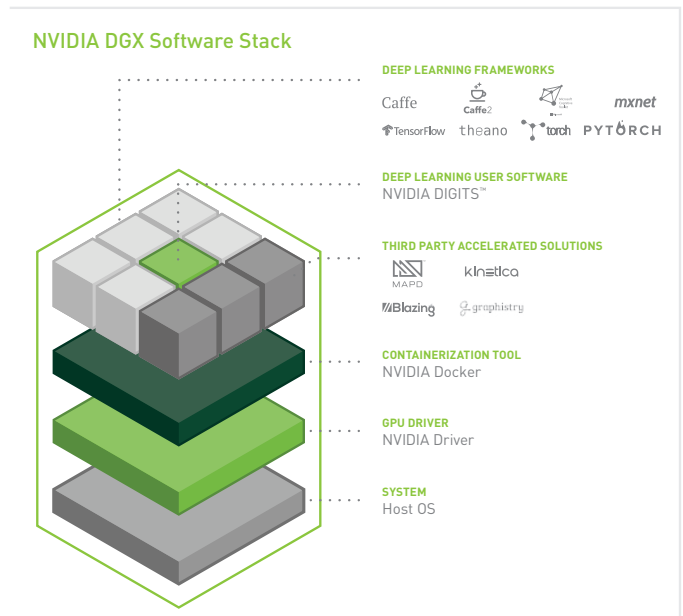 NVIDIA DGX Software Stack
DEEP LEARNING FRAMEWORKS
Caffe
Caffe2
mxnet
TensorFlow
theano
torch
PYTORCH
DEEP LEARNING USER SOFTWARE
NVIDIA DIGITS™
THIRD PARTY ACCELERATED SOLUTIONS
MAPD
kinetica
Blazing
graphistry
CONTAINERIZATION TOOL
NVIDIA Docker
GPU DRIVER
NVIDIA Driver
SYSTEM
Host OS